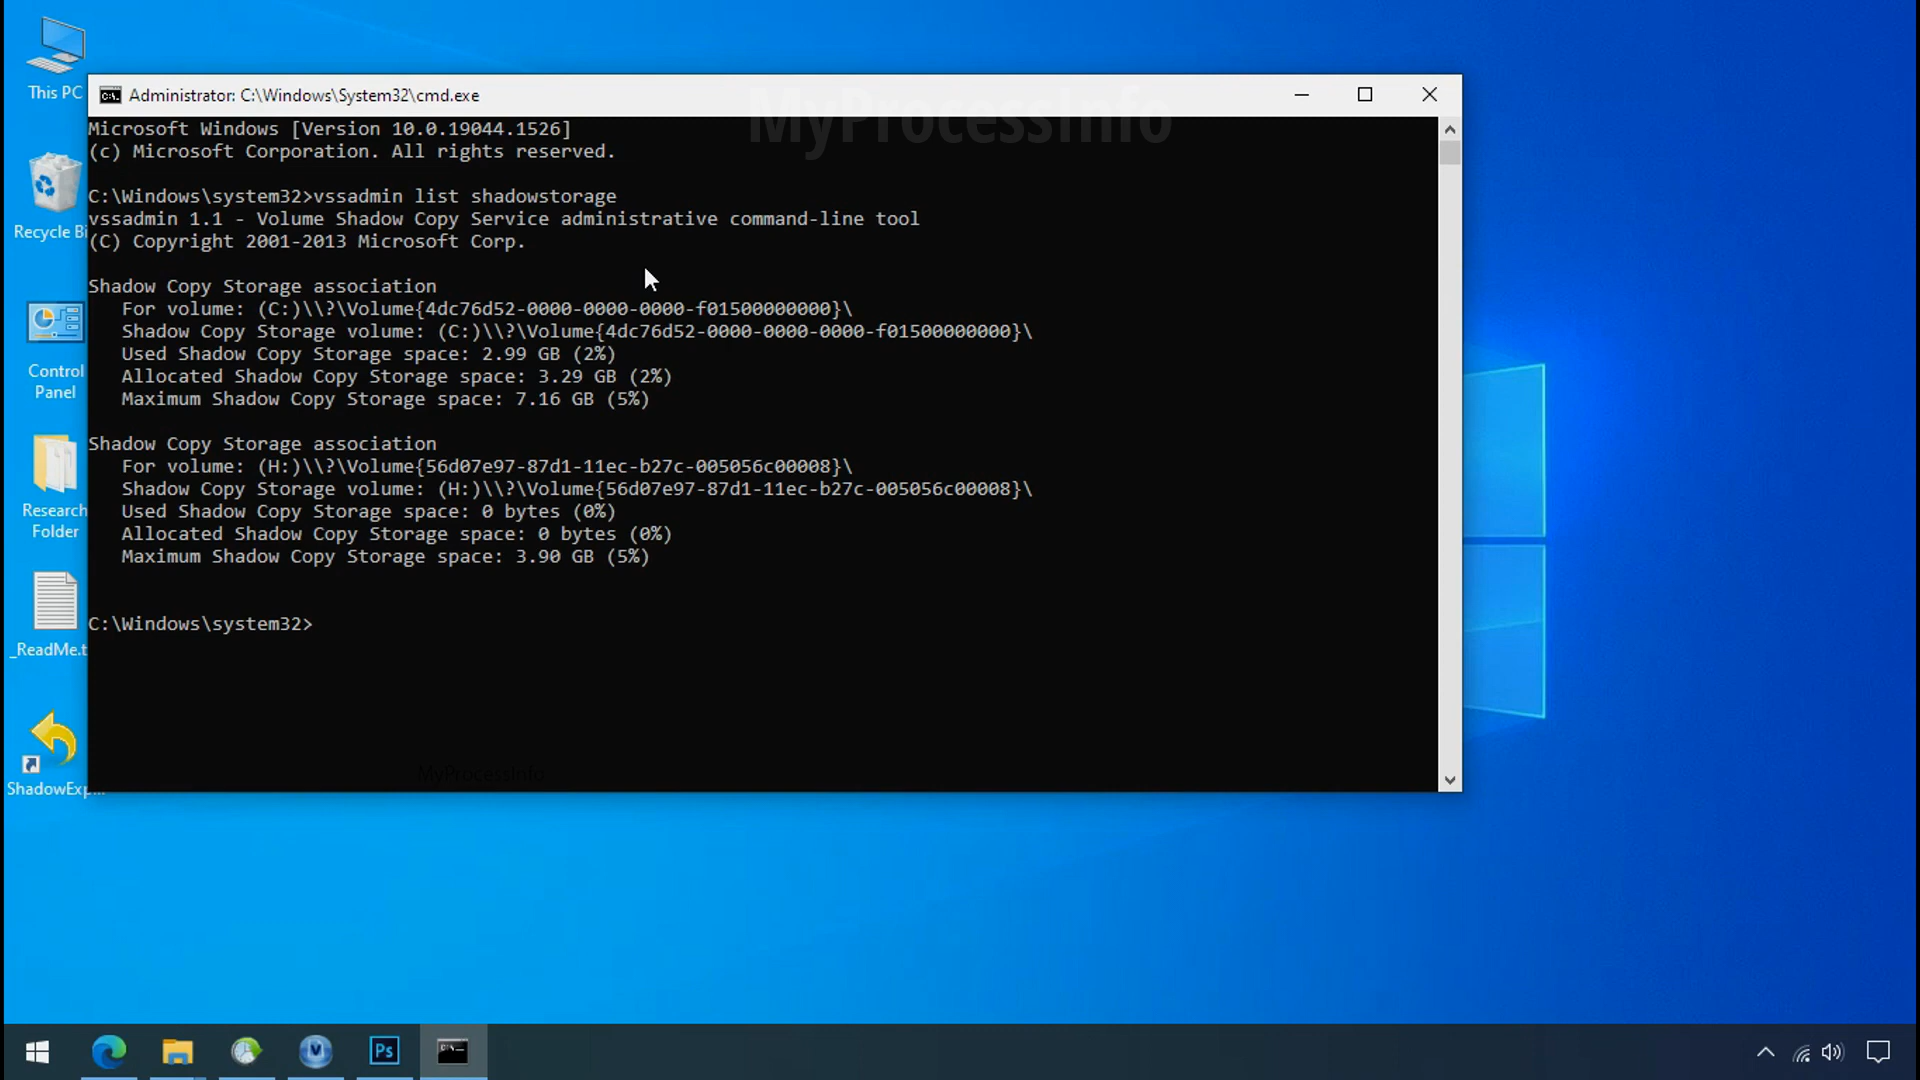 This PC
Recycle Bi
Control
Panel
Research
Folder
_ReadMe.t
ShadowExp...
Administrator: C:\Windows\System32\cmd.exe
MyProcessInfo
Microsoft Windows [Version 10.0.19044.1526]
(c) Microsoft Corporation. All rights reserved.
C:\Windows\system32>vssadmin list shadowstorage
vssadmin 1.1 - Volume Shadow Copy Service administrative command-line tool
(C) Copyright 2001-2013 Microsoft Corp.
Shadow Copy Storage association
For volume: (C:)\\?\Volume{4dc76d52-0000-0000-0000-f01500000000}\
Shadow Copy Storage volume: (C:)\\?\Volume{4dc76d52-0000-0000-0000-f01500000000}\
Used Shadow Copy Storage space: 2.99 GB (2%)
Allocated Shadow Copy Storage space: 3.29 GB (2%)
Maximum Shadow Copy Storage space: 7.16 GB (5%)
Shadow Copy Storage association
For volume: (H:)\\?\Volume{56d07e97-87d1-11ec-b27c-005056c00008}\
Shadow Copy Storage volume: (H:)\\?\Volume{56d07e97-87d1-11ec-b27c-005056c00008}\
Used Shadow Copy Storage space: 0 bytes (0%)
Allocated Shadow Copy Storage space: 0 bytes (0%)
Maximum Shadow Copy Storage space: 3.90 GB (5%)
C:\Windows\system32>
MyProcessInfo
Ps